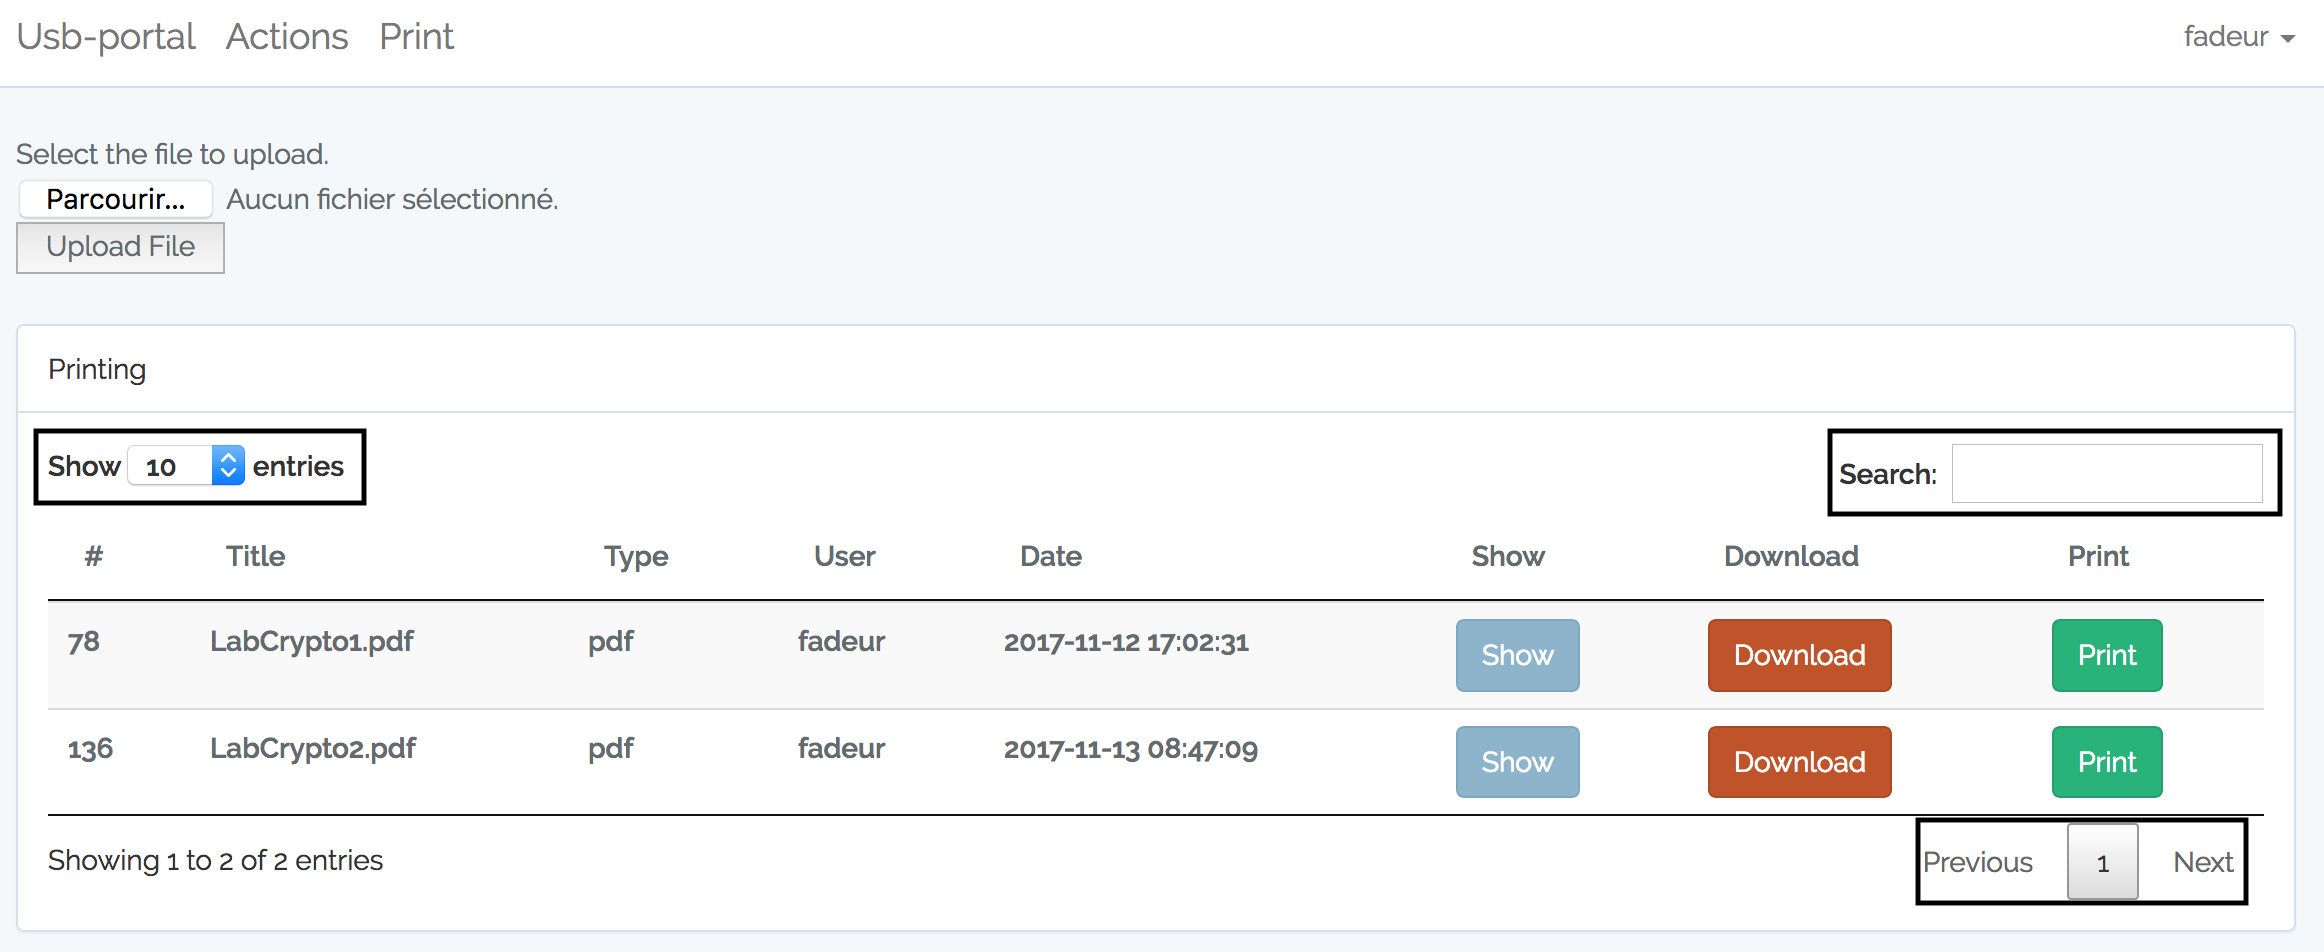 Usb-portal Actions Print fadeur
Select the file to upload.
Parcourir... Aucun fichier sélectionné.
Upload File
Printing
Show 10 entries Search:
# Title Type User Date Show Download Print
78 LabCrypto1.pdf pdf fadeur 2017-11-12 17:02:31 Show Download Print
136 LabCrypto2.pdf pdf fadeur 2017-11-13 08:47:09 Show Download Print
Showing 1 to 2 of 2 entries Previous 1 Next